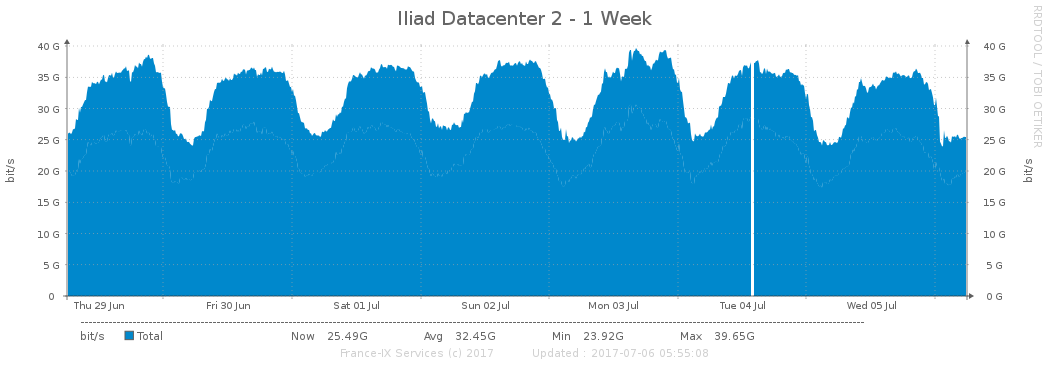 Iliad Datacenter 2 - 1 Week
RRDTOOL / TOBI OETIKER
40 G 40 G
35 G 35 G
30 G 30 G
25 G 25 G
20 G 20 G
15 G 15 G
10 G 10 G
5 G 5 G
0 0 G
bit/s bit/s
Thu 29 Jun Fri 30 Jun Sat 01 Jul Sun 02 Jul Mon 03 Jul Tue 04 Jul Wed 05 Jul
bit/s Total Now 25.49G Avg 32.45G Min 23.92G Max 39.65G
France-IX Services (c) 2017 Updated : 2017-07-06 05:55:08